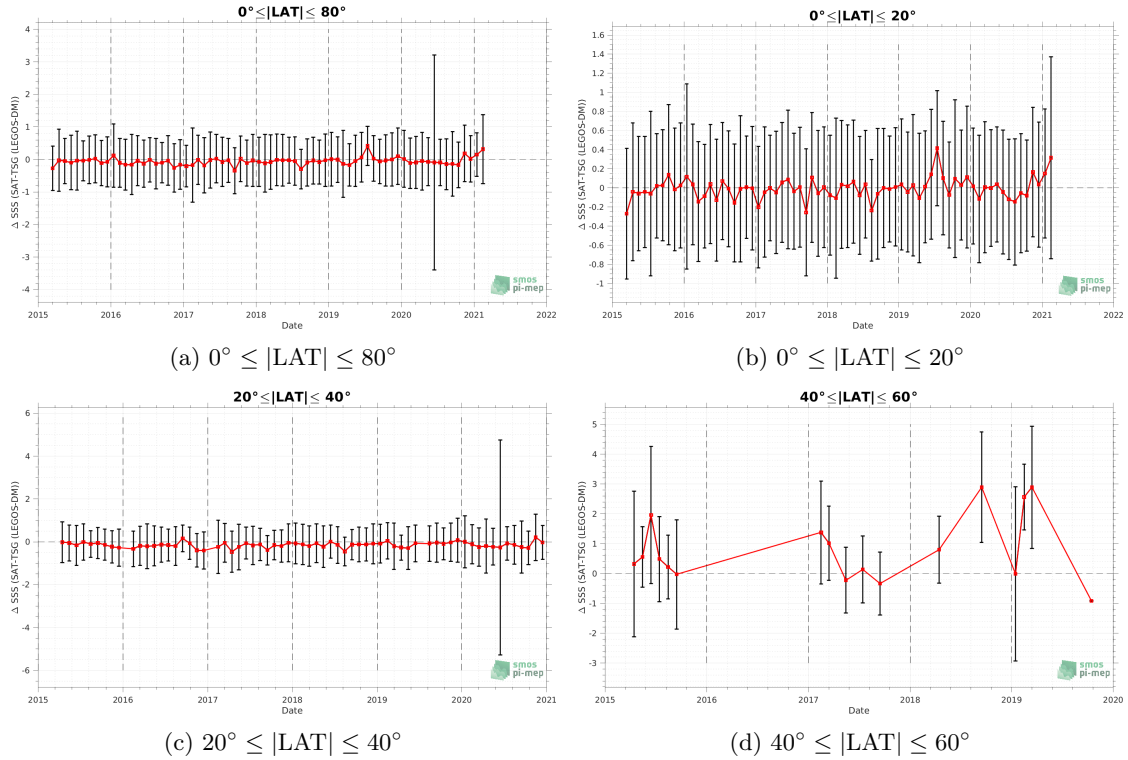 0°≤|LAT|≤ 80°
Δ SSS (SAT-TSG (LEGOS-DM))
4
3
2
1
0
-1
-2
-3
-4
2015 2016 2017 2018 2019 2020 2021 2022
Date
smos
pi-mep
(a) 0° ≤ |LAT| ≤ 80°
0°≤|LAT|≤ 20°
Δ SSS (SAT-TSG (LEGOS-DM))
1.6
1.4
1.2
1
0.8
0.6
0.4
0.2
0
-0.2
-0.4
-0.6
-0.8
-1
2015 2016 2017 2018 2019 2020 2021 2022
Date
smos
pi-mep
(b) 0° ≤ |LAT| ≤ 20°
20°≤|LAT|≤ 40°
Δ SSS (SAT-TSG (LEGOS-DM))
6
4
2
0
-2
-4
-6
2015 2016 2017 2018 2019 2020 2021
Date
smos
pi-mep
(c) 20° ≤ |LAT| ≤ 40°
40°≤|LAT|≤ 60°
Δ SSS (SAT-TSG (LEGOS-DM))
5
4
3
2
1
0
-1
-2
-3
2015 2016 2017 2018 2019 2020
Date
smos
pi-mep
(d) 40° ≤ |LAT| ≤ 60°